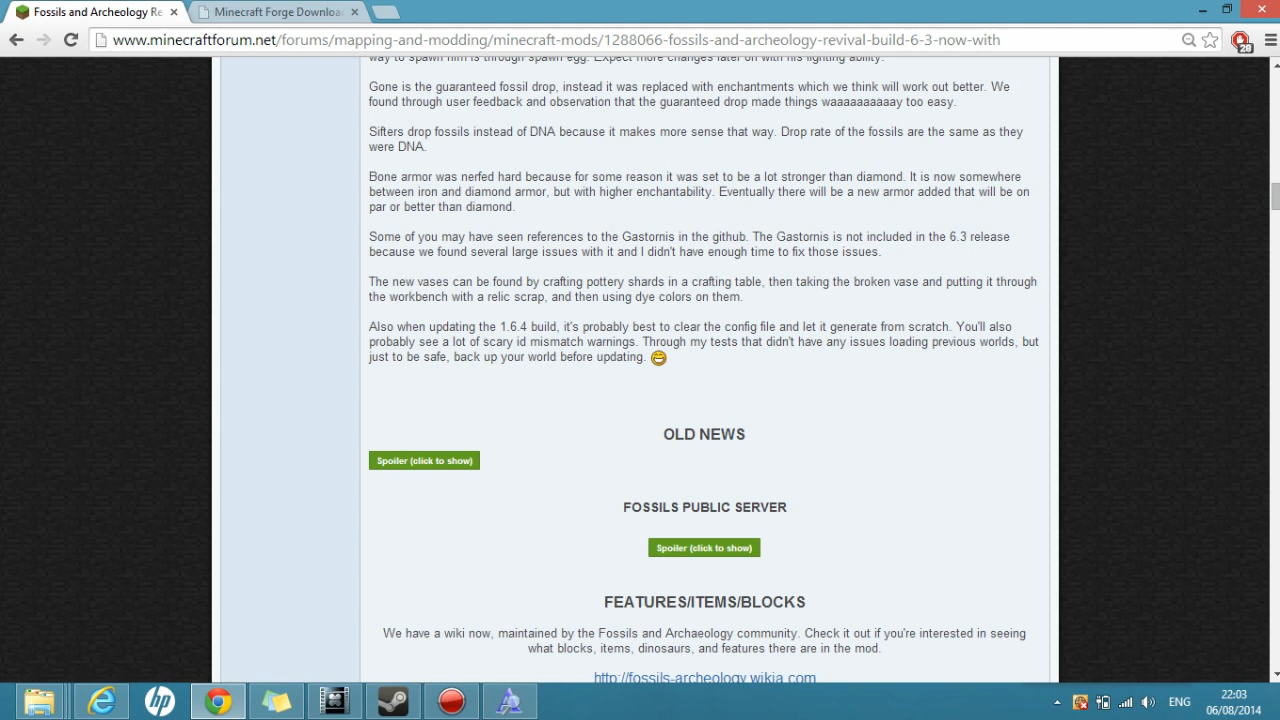 Fossils and Archeology Re
Minecraft Forge Downloa
www.minecraftforum.net/forums/mapping-and-modding/minecraft-mods/1288066-fossils-and-archeology-revival-build-6-3-now-with
28
way to spawn him is through spawn egg. Expect more changes later on with his lighting ability.
Gone is the guaranteed fossil drop, instead it was replaced with enchantments which we think will work out better. We
found through user feedback and observation that the guaranteed drop made things waaaaaaaaay too easy.
Sifters drop fossils instead of DNA because it makes more sense that way. Drop rate of the fossils are the same as they
were DNA.
Bone armor was nerfed hard because for some reason it was set to be a lot stronger than diamond. It is now somewhere
between iron and diamond armor, but with higher enchantability. Eventually there will be a new armor added that will be on
par or better than diamond.
Some of you may have seen references to the Gastornis in the github. The Gastornis is not included in the 6.3 release
because we found several large issues with it and I didn't have enough time to fix those issues.
The new vases can be found by crafting pottery shards in a crafting table, then taking the broken vase and putting it through
the workbench with a relic scrap, and then using dye colors on them.
Also when updating the 1.6.4 build, it's probably best to clear the config file and let it generate from scratch. You'll also
probably see a lot of scary id mismatch warnings. Through my tests that didn't have any issues loading previous worlds, but
just to be safe, back up your world before updating.
OLD NEWS
Spoiler (click to show)
FOSSILS PUBLIC SERVER
Spoiler (click to show)
FEATURES/ITEMS/BLOCKS
We have a wiki now, maintained by the Fossils and Archaeology community. Check it out if you're interested in seeing
what blocks, items, dinosaurs, and features there are in the mod.
http://fossils-archeology.wikia.com
hp
ENG
22:03
06/08/2014